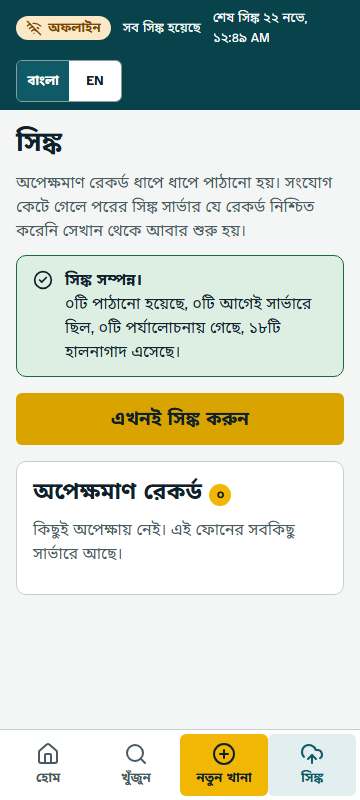 অফলাইন
সব সিঙ্ক হয়েছে
শেষ সিঙ্ক ২২ নভে,
১২:৪৯ AM
বাংলা
EN
সিঙ্ক
অপেক্ষমাণ রেকর্ড ধাপে ধাপে পাঠানো হয়। সংযোগ
কেটে গেলে পরের সিঙ্ক সার্ভার যে রেকর্ড নিশ্চিত
করেনি সেখান থেকে আবার শুরু হয়।
সিঙ্ক সম্পন্ন।
০টি পাঠানো হয়েছে, ০টি আগেই সার্ভারে
ছিল, ০টি পর্যালোচনায় গেছে, ১৮টি
হালনাগাদ এসেছে।
এখনই সিঙ্ক করুন
অপেক্ষমাণ রেকর্ড ০
কিছুই অপেক্ষায় নেই। এই ফোনের সবকিছু
সার্ভারে আছে।
হোম
খুঁজুন
নতুন খানা
সিঙ্ক